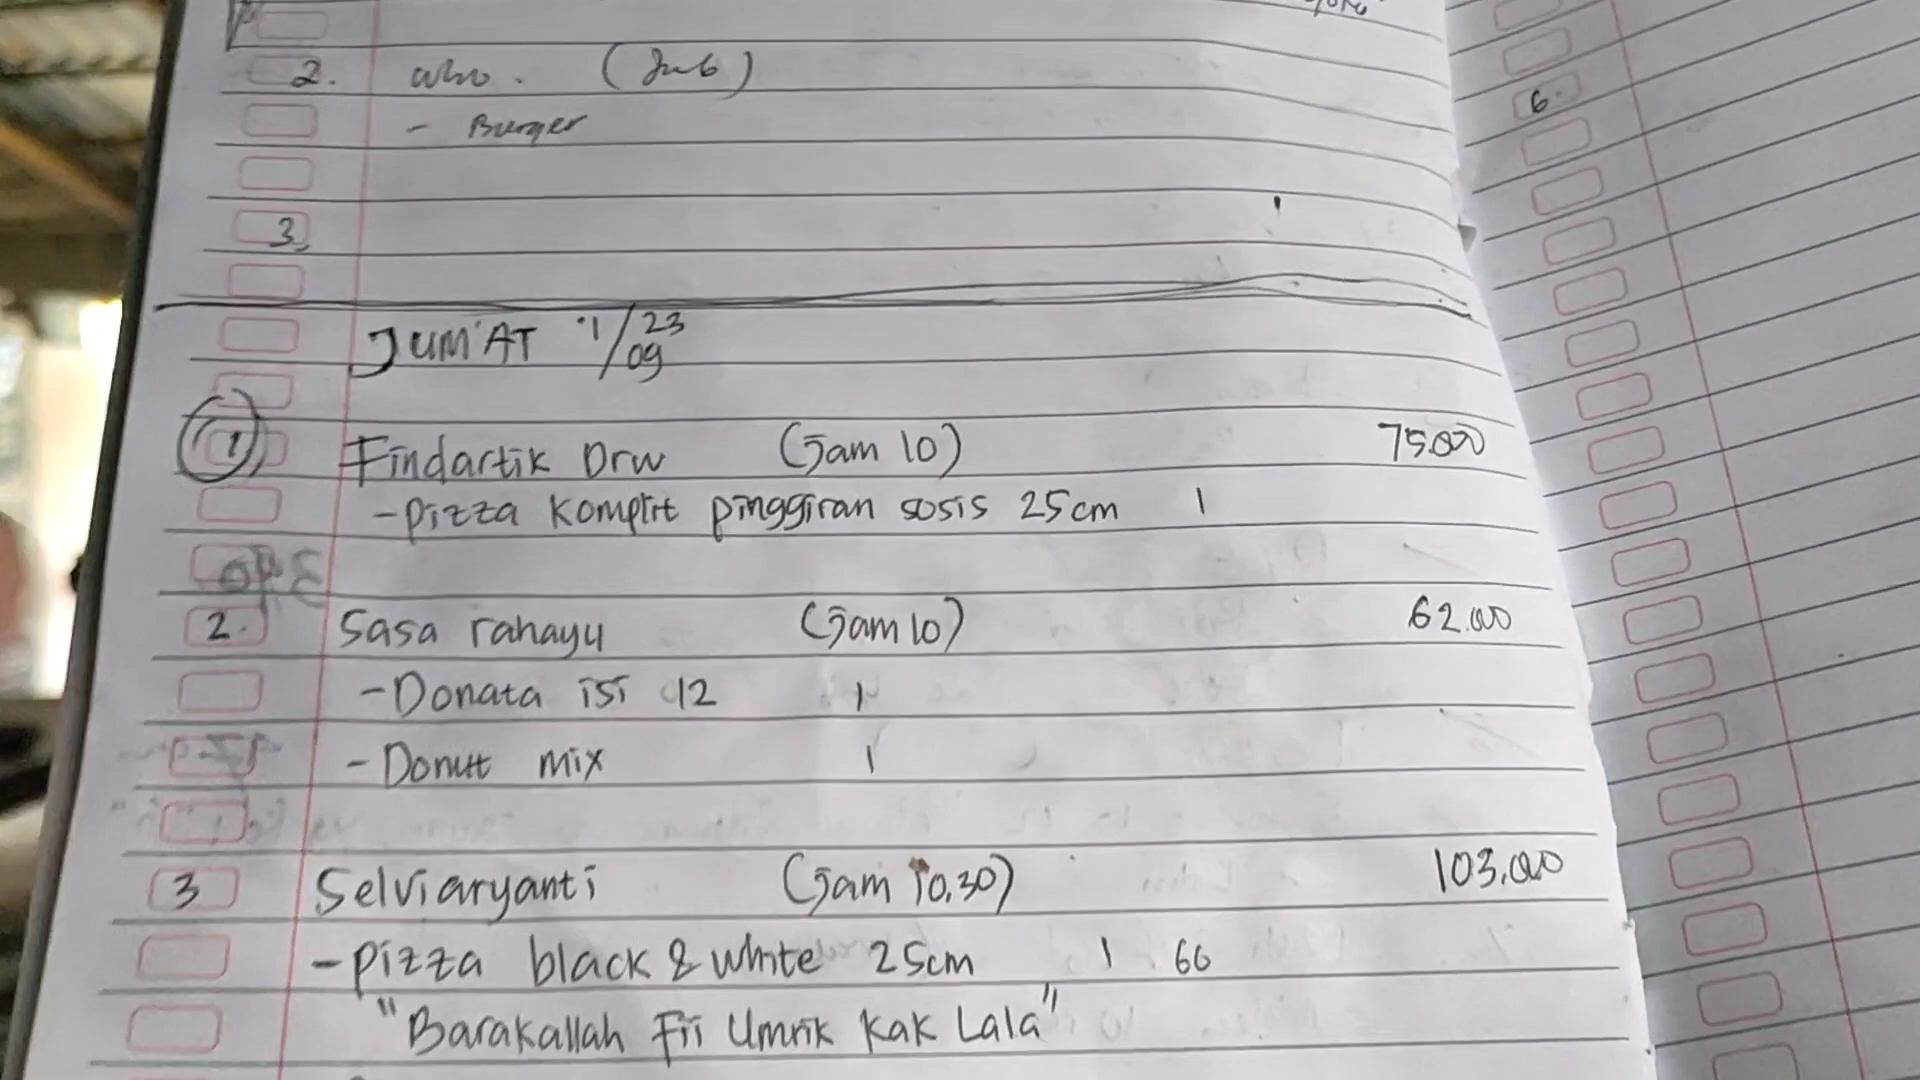 2.
- Burger
3.
JUM'AT 1/09 23
1 Findartik Drw (Jam 10) 75.000
- Pizza Komplit pinggiran sosis 25cm 1
2. Sasa rahayu (Jam 10) 62.000
- Donata isi 12 1
- Donut mix 1
3 Selviaryanti (Jam 10.30) 103.000
- Pizza black & white 25cm 1 66
"Barakallah Fii Umrik Kak Lala"
6.